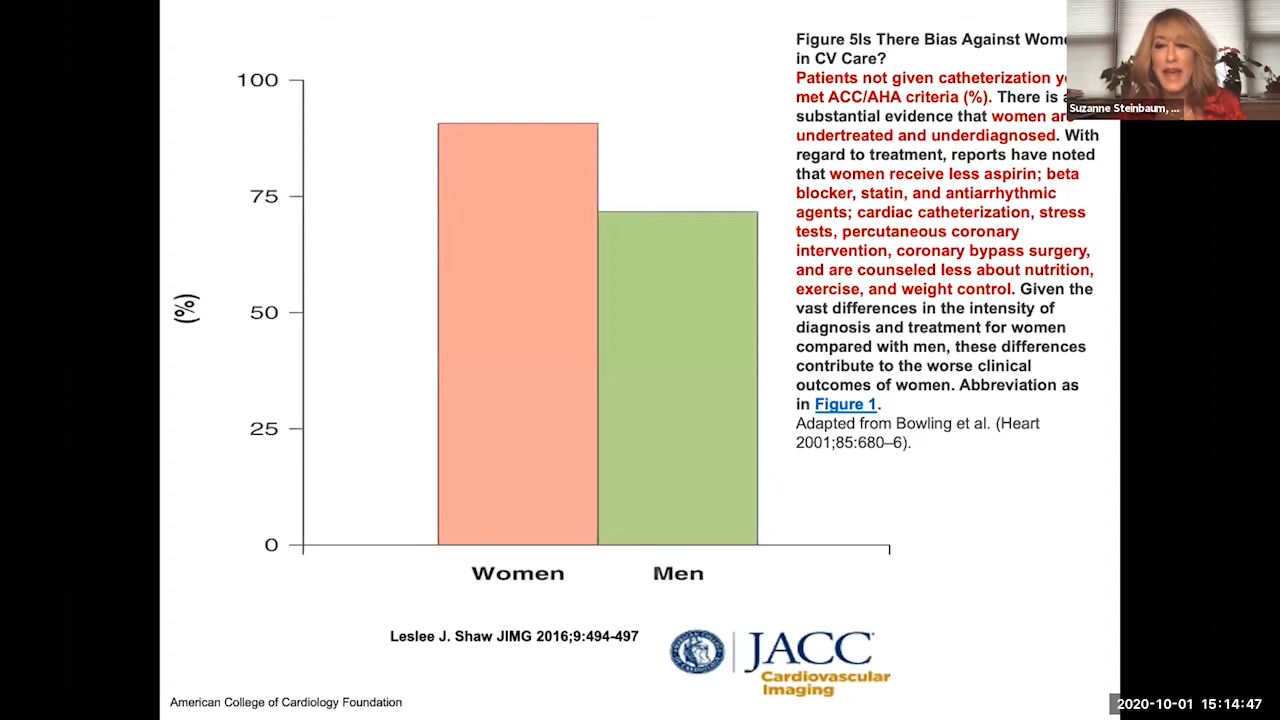 Figure 5Is There Bias Against
in CV Care?
Patients not given catheterization
met ACC/AHA criteria (%). There is
substantial evidence that women are
undertreated and underdiagnosed. With
regard to treatment, reports have noted
that women receive less aspirin; beta
blocker, statin, and antiarrhythmic
agents; cardiac catheterization, stress
tests, percutaneous coronary
intervention, coronary bypass surgery,
and are counseled less about nutrition,
exercise, and weight control. Given the
vast differences in the intensity of
diagnosis and treatment for women
compared with men, these differences
contribute to the worse clinical
outcomes of women. Abbreviation as
in Figure 1.
Adapted from Bowling et al. (Heart
2001;85:680–6).
Suzanne Steinbaum, ...
100
75
50
25
0
(%)
Women Men
Leslee J. Shaw JIMG 2016;9:494-497
JACC
Cardiovascular
Imaging
American College of Cardiology Foundation
2020-10-01 15:14:47